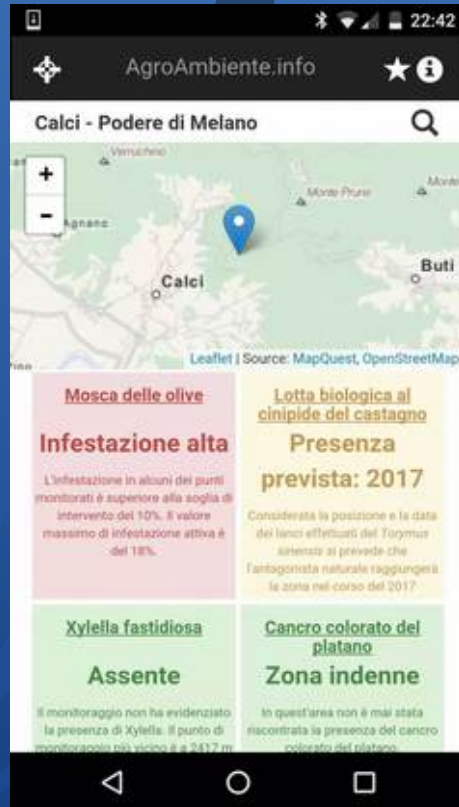 22:42
AgroAmbiente.info
Calci - Podere di Melano
Verruchino
+
Monte Pruno
Monte
-
Agnano
Buti
Calci
Leaflet | Source: MapQuest, OpenStreetMap
Mosca delle olive
Infestazione alta
L'infestazione in alcuni dei punti
monitorati è superiore alla soglia di
intervento del 10%. Il valore
massimo di infestazione attiva è
del 18%.
Lotta biologica al
cinipide del castagno
Presenza
prevista: 2017
Considerata la posizione e la data
dei lanci effettuati del Torymus
sinensis si prevede che
l'antagonista naturale raggiungera
la zona nel corso del 2017
Xylella fastidiosa
Assente
Il monitoraggio non ha evidenziato
la presenza di Xylella. Il punto di
monitoraggio più vicino è a 2417 m
Cancro colorato del
platano
Zona indenne
In quest'area non è mai stata
riscontrata la presenza del cancro
colorato del platano.